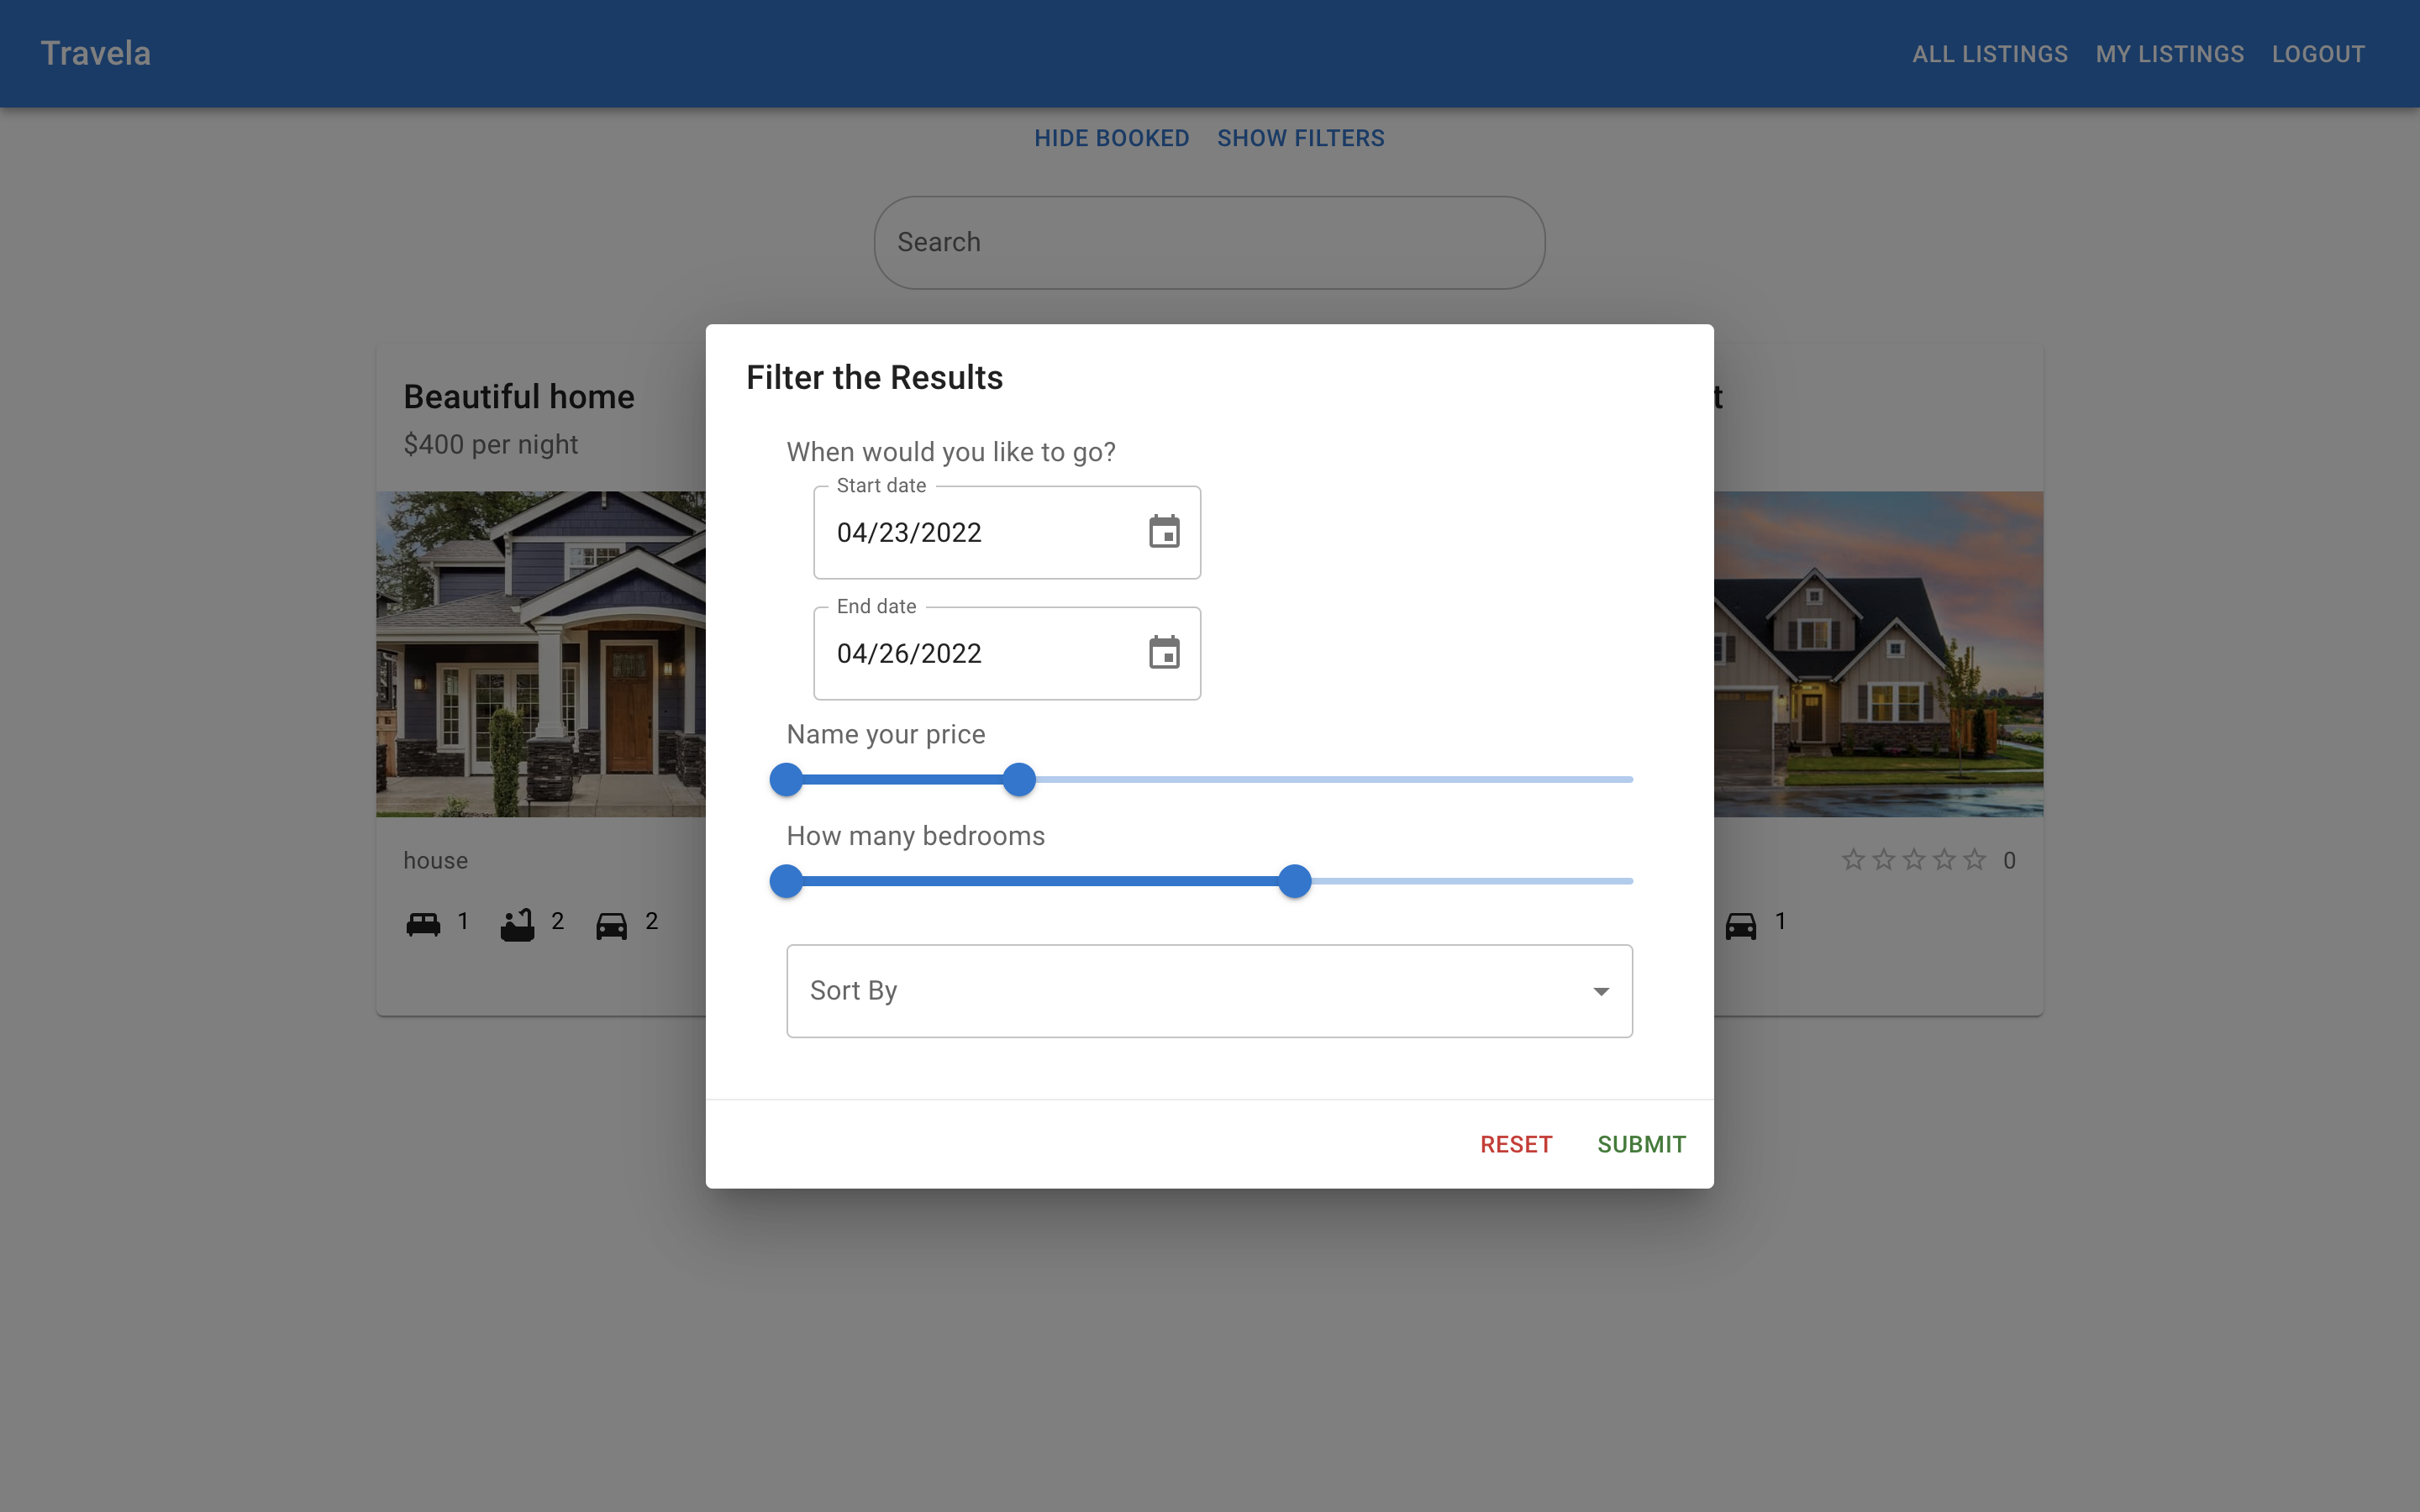 Travela
ALL LISTINGS MY LISTINGS LOGOUT
HIDE BOOKED SHOW FILTERS
Search
Beautiful home
$400 per night
house
1 2 2
t
0
1
Filter the Results
When would you like to go?
Start date
04/23/2022
End date
04/26/2022
Name your price
How many bedrooms
Sort By
RESET SUBMIT